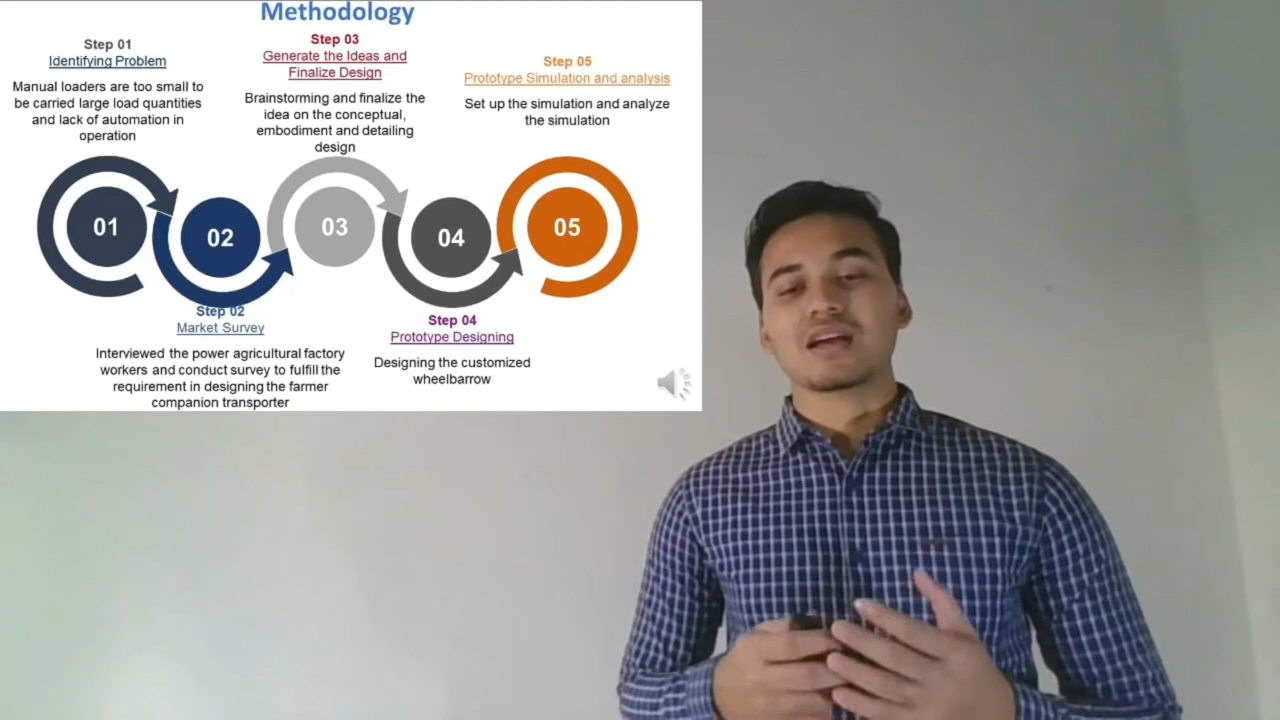 Methodology
Step 01
Identifying Problem
Manual loaders are too small to
be carried large load quantities
and lack of automation in
operation
Step 03
Generate the Ideas and
Finalize Design
Brainstorming and finalize the
idea on the conceptual,
embodiment and detailing
design
Step 05
Prototype Simulation and analysis
Set up the simulation and analyze
the simulation
01
02
03
04
05
Step 02
Market Survey
Interviewed the power agricultural factory
workers and conduct survey to fulfill the
requirement in designing the farmer
companion transporter
Step 04
Prototype Designing
Designing the customized
wheelbarrow